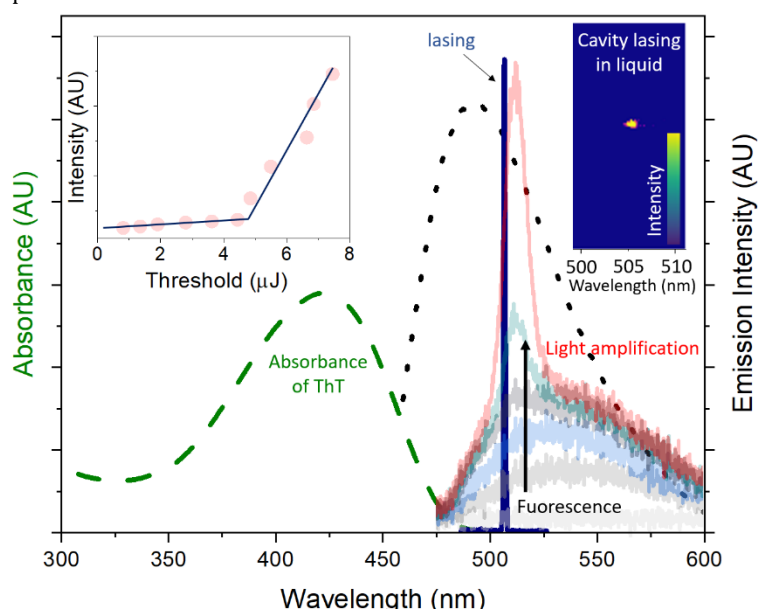 Intensity (AU)
0
2
4
6
8
Threshold (μJ)
lasing
Cavity lasing
in liquid
Intensity
500
505
510
Wavelength (nm)
Absorbance (AU)
Absorbance
of ThT
Light amplification
Fuorescence
Emission Intensity (AU)
300
350
400
450
500
550
600
Wavelength (nm)